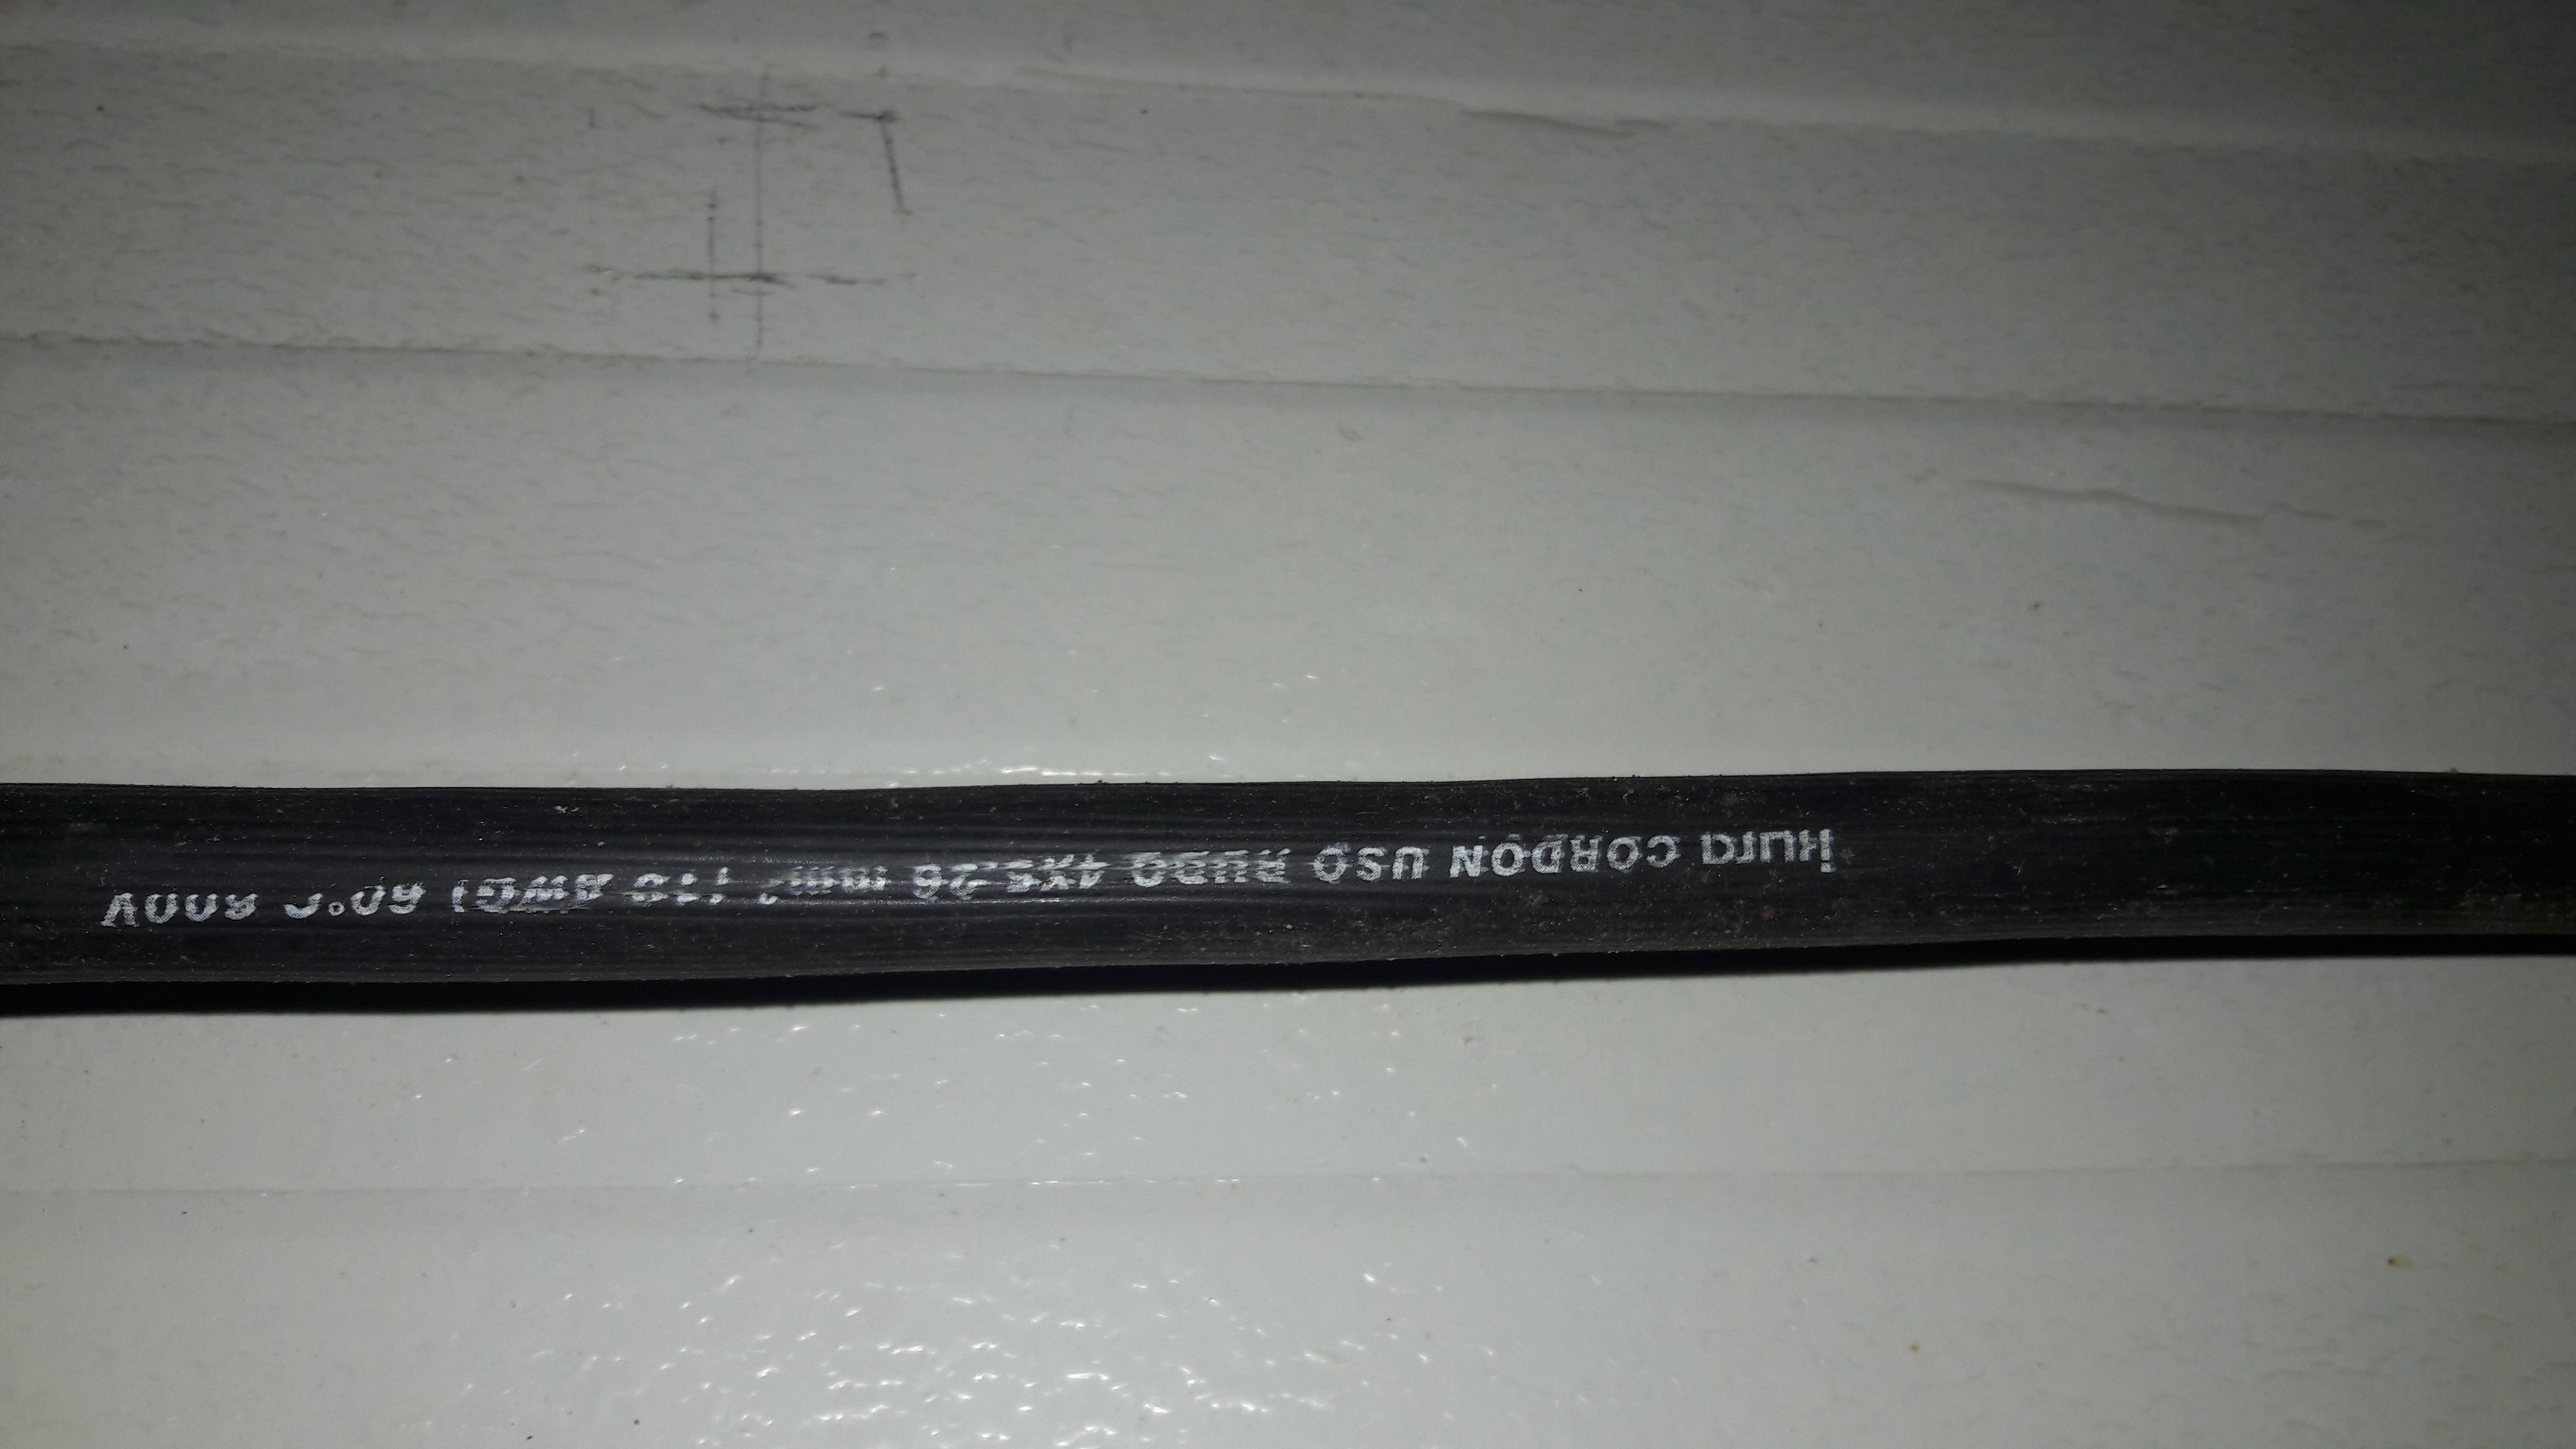 CORDON USO RUDO 4X5.26 mm² (10 AWG) 60°C 600V